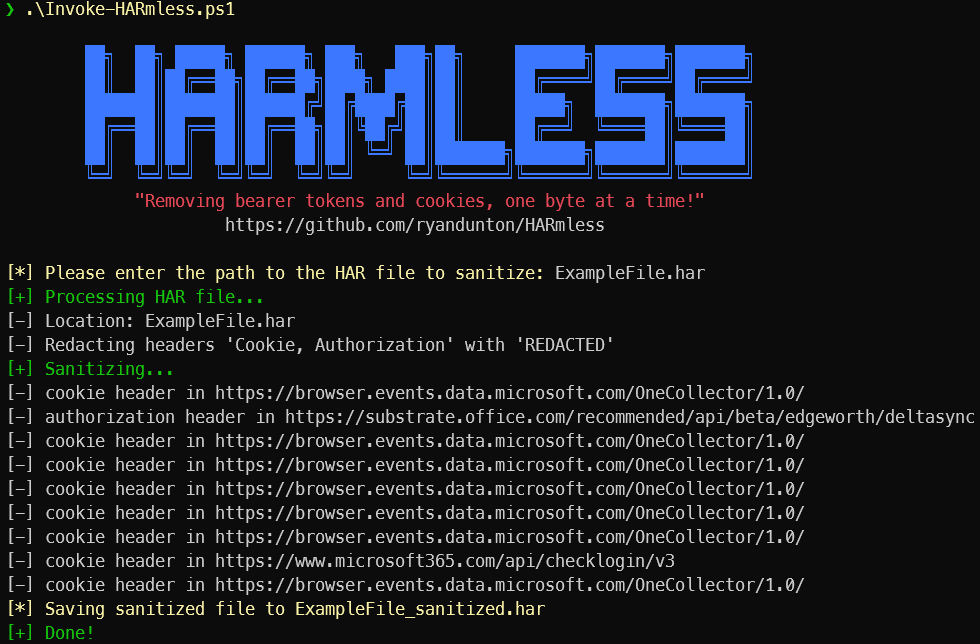 ❯ .\Invoke-HARmless.ps1
HARMLESS
"Removing bearer tokens and cookies, one byte at a time!"
https://github.com/ryandunton/HARmless
[*] Please enter the path to the HAR file to sanitize: ExampleFile.har
[+] Processing HAR file...
[-] Location: ExampleFile.har
[-] Redacting headers 'Cookie, Authorization' with 'REDACTED'
[+] Sanitizing...
[-] cookie header in https://browser.events.data.microsoft.com/OneCollector/1.0/
[-] authorization header in https://substrate.office.com/recommended/api/beta/edgeworth/deltasync
[-] cookie header in https://browser.events.data.microsoft.com/OneCollector/1.0/
[-] cookie header in https://browser.events.data.microsoft.com/OneCollector/1.0/
[-] cookie header in https://browser.events.data.microsoft.com/OneCollector/1.0/
[-] cookie header in https://browser.events.data.microsoft.com/OneCollector/1.0/
[-] cookie header in https://browser.events.data.microsoft.com/OneCollector/1.0/
[-] cookie header in https://www.microsoft365.com/api/checklogin/v3
[-] cookie header in https://browser.events.data.microsoft.com/OneCollector/1.0/
[*] Saving sanitized file to ExampleFile_sanitized.har
[+] Done!